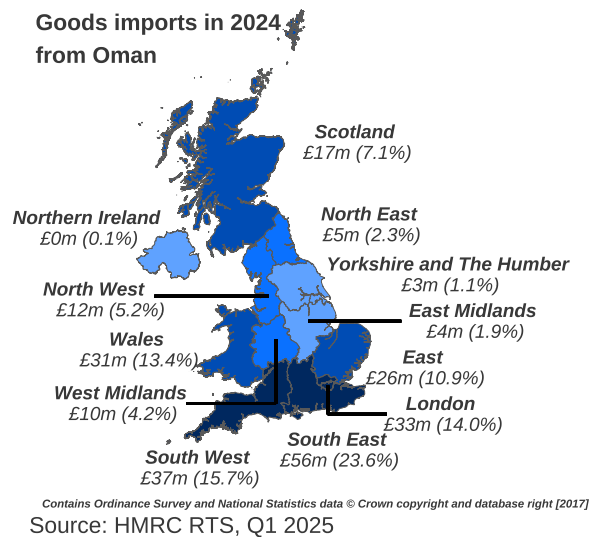 Goods imports in 2024
from Oman
Scotland
£17m (7.1%)
Northern Ireland
£0m (0.1%)
North East
£5m (2.3%)
Yorkshire and The Humber
£3m (1.1%)
North West
£12m (5.2%)
East Midlands
£4m (1.9%)
Wales
£31m (13.4%)
East
£26m (10.9%)
West Midlands
£10m (4.2%)
London
£33m (14.0%)
South East
£56m (23.6%)
South West
£37m (15.7%)
Contains Ordinance Survey and National Statistics data © Crown copyright and database right [2017]
Source: HMRC RTS, Q1 2025